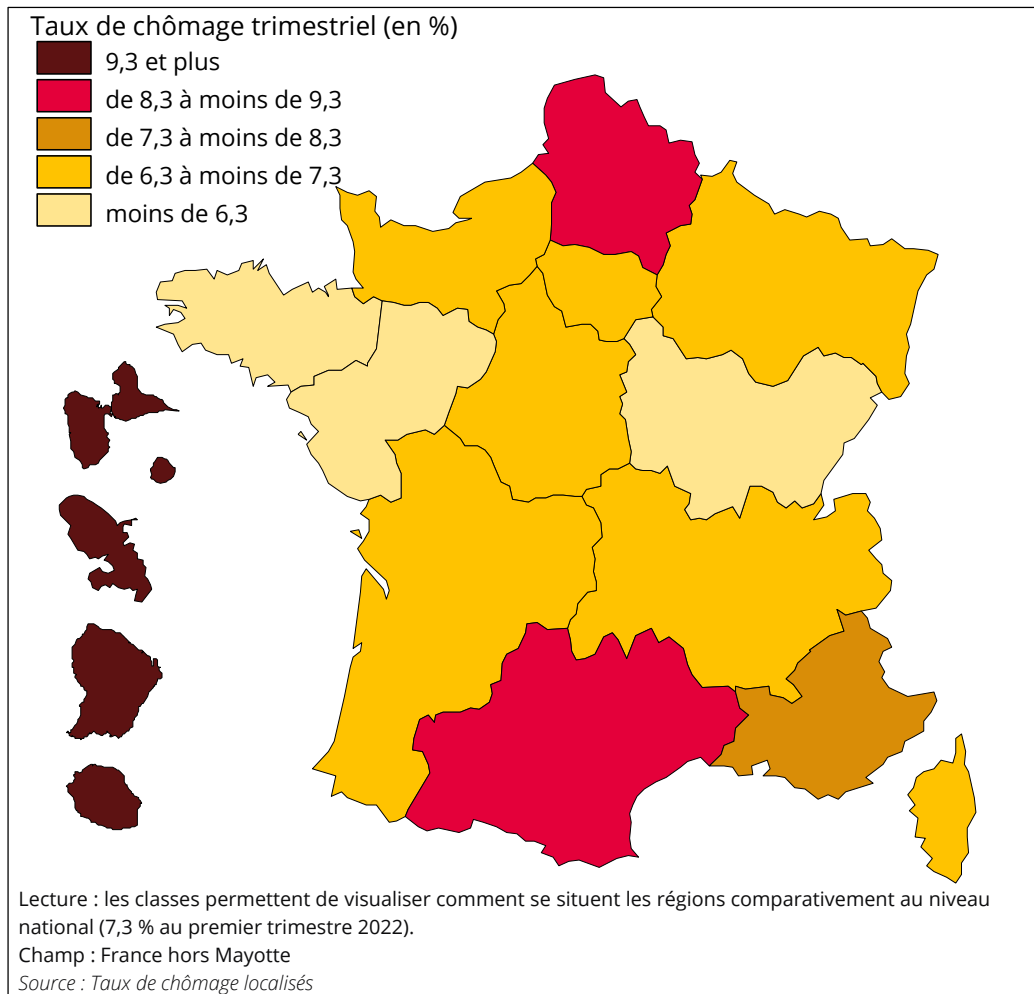 Taux de chômage trimestriel (en %)
9,3 et plus
de 8,3 à moins de 9,3
de 7,3 à moins de 8,3
de 6,3 à moins de 7,3
moins de 6,3
Lecture : les classes permettent de visualiser comment se situent les régions comparativement au niveau
national (7,3 % au premier trimestre 2022).
Champ : France hors Mayotte
Source : Taux de chômage localisés